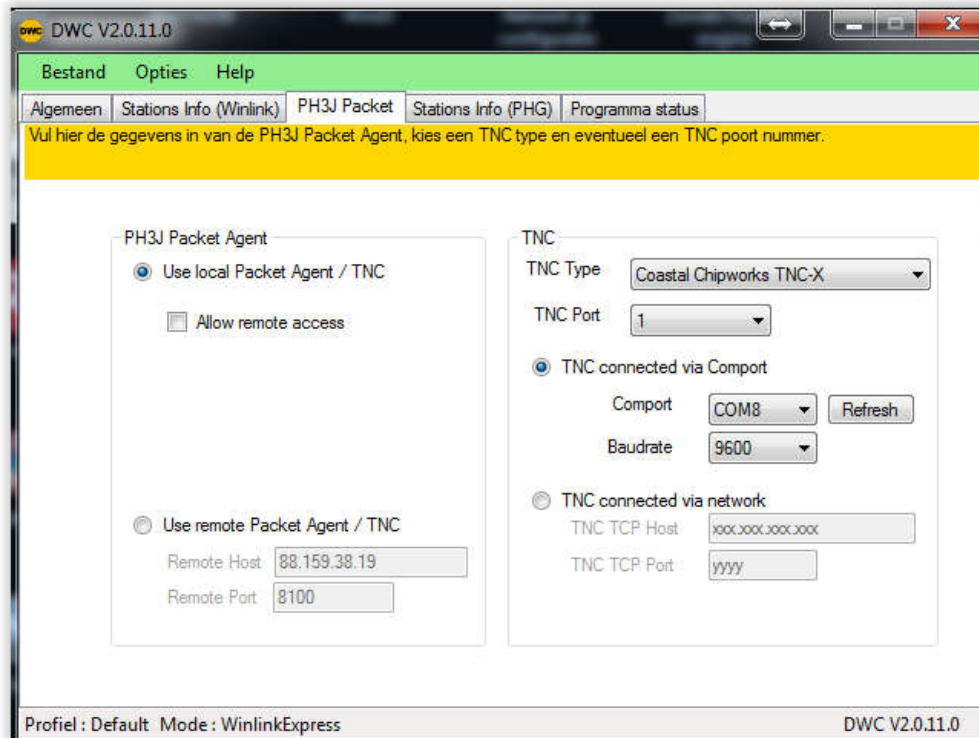 DWC DWC V2.0.11.0
Bestand Opties Help
Algemeen Stations Info (Winlink) PH3J Packet Stations Info (PHG) Programma status
Vul hier de gegevens in van de PH3J Packet Agent, kies een TNC type en eventueel een TNC poort nummer.
PH3J Packet Agent
Use local Packet Agent / TNC
Allow remote access
Use remote Packet Agent / TNC
Remote Host 88.159.38.19
Remote Port 8100
TNC
TNC Type Coastal Chipworks TNC-X
TNC Port 1
TNC connected via Comport
Comport COM8 Refresh
Baudrate 9600
TNC connected via network
TNC TCP Host xxx.xxx.xxx.xxx
TNC TCP Port yyyy
Profiel : Default Mode : WinlinkExpress DWC V2.0.11.0